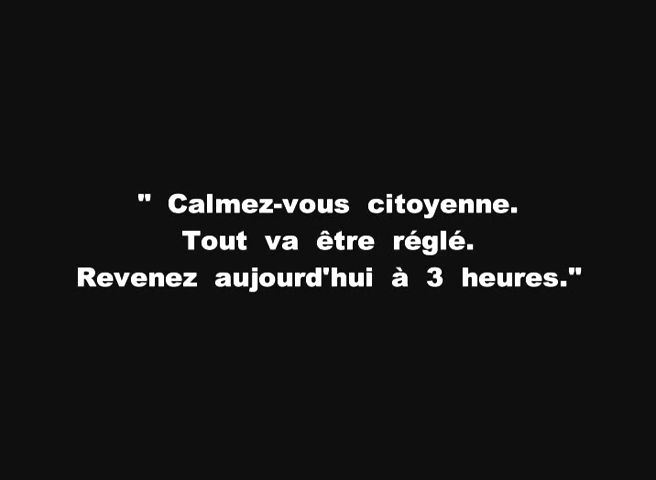 " Calmez-vous citoyenne.
Tout va être réglé.
Revenez aujourd'hui à 3 heures."